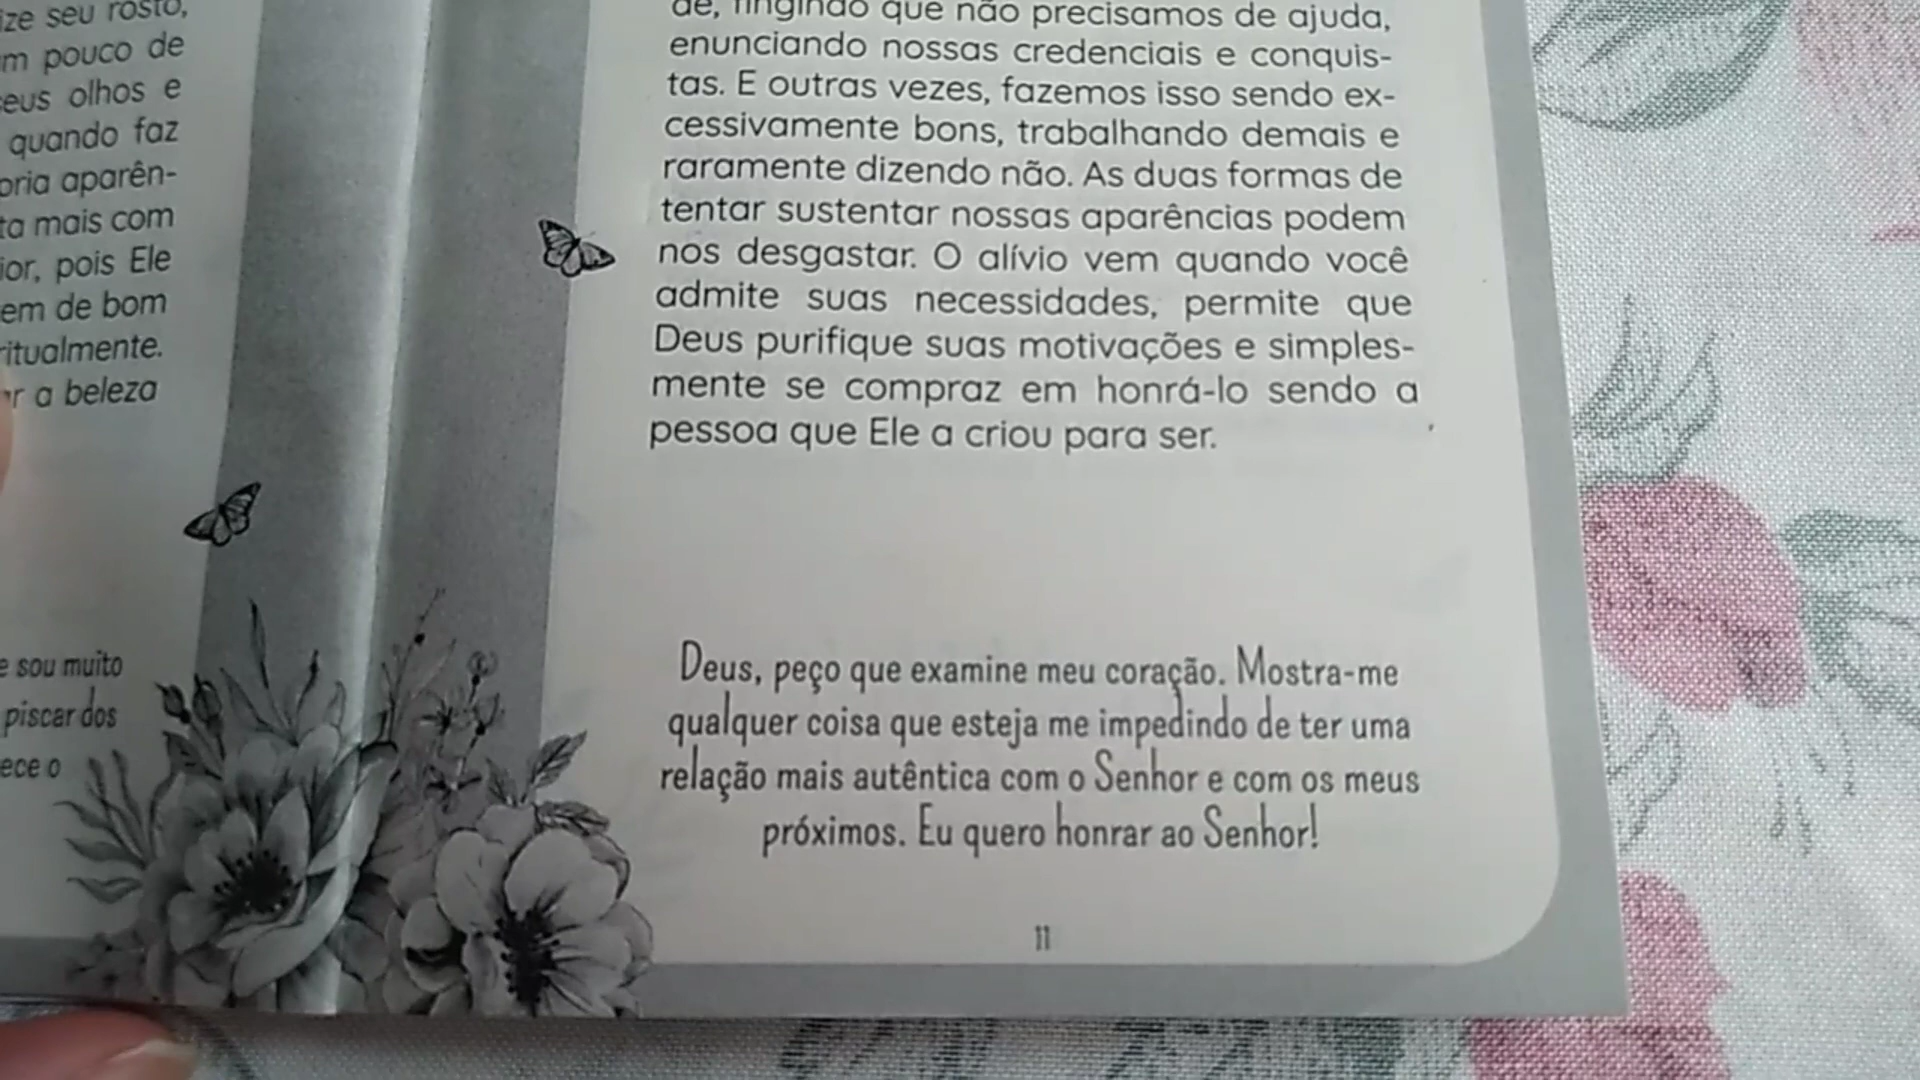 seu rosto,
pouco de
olhos e
quando faz
mais com
pois Ele
de bom
a beleza
sou muito
piscar dos
o
de, fingindo que não precisamos de ajuda,
enunciando nossas credenciais e conquis-
tas. E outras vezes, fazemos isso sendo ex-
cessivamente bons, trabalhando demais e
raramente dizendo não. As duas formas de
tentar sustentar nossas aparências podem
nos desgastar. O alívio vem quando você
admite suas necessidades, permite que
Deus purifique suas motivações e simples-
mente se compraz em honrá-lo sendo a
pessoa que Ele a criou para ser.
Deus, peço que examine meu coração. Mostra-me
qualquer coisa que esteja me impedindo de ter uma
relação mais autêntica com o Senhor e com os meus
próximos. Eu quero honrar ao Senhor!
11